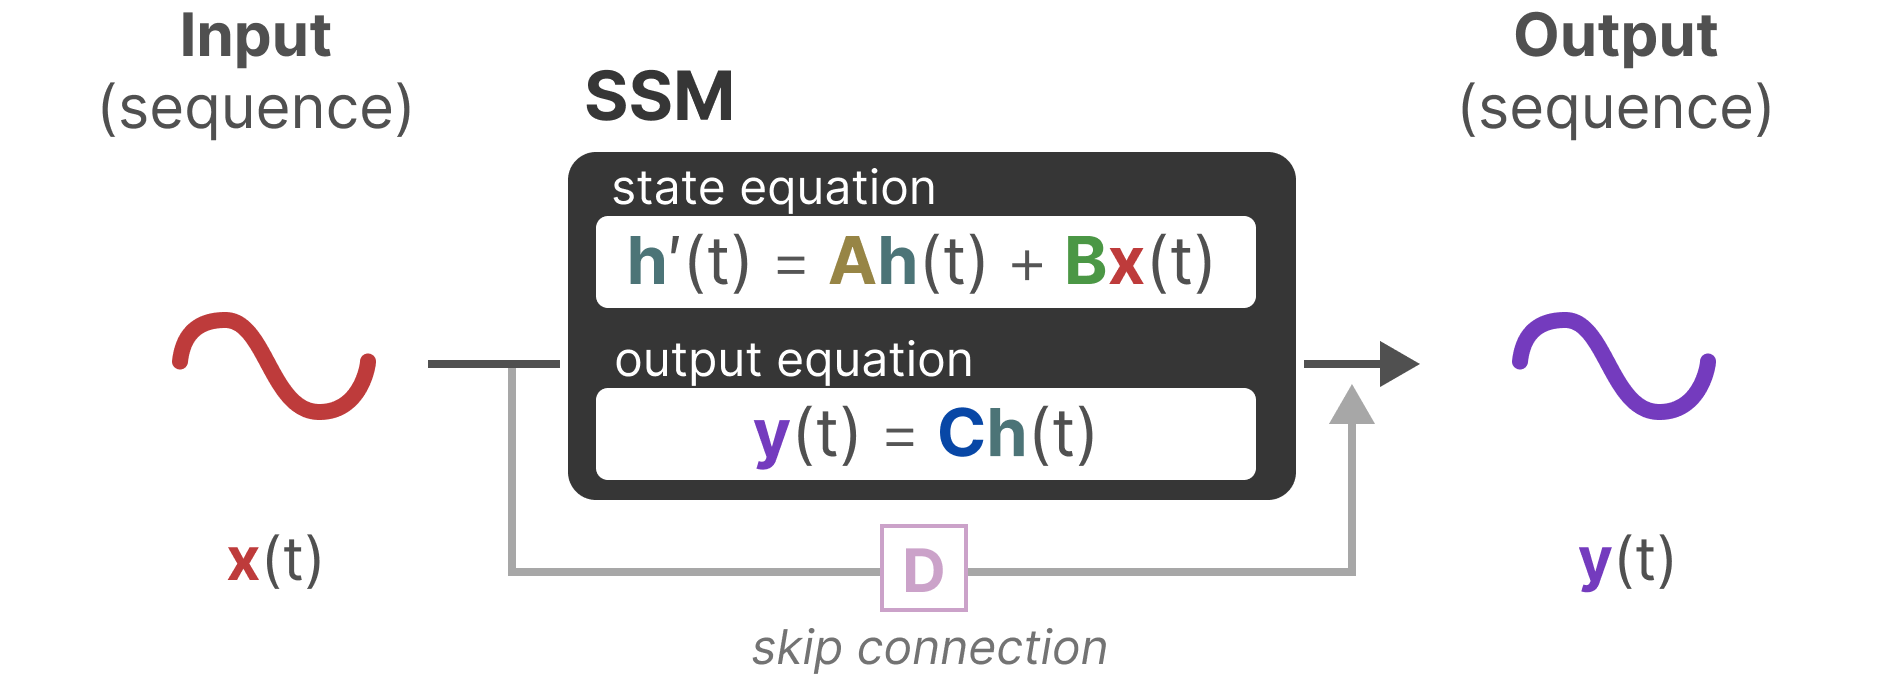 Input
(sequence)
SSM
Output
(sequence)
state equation
h′(t) = Ah(t) + Bx(t)
output equation
y(t) = Ch(t)
x(t)
D
skip connection
y(t)